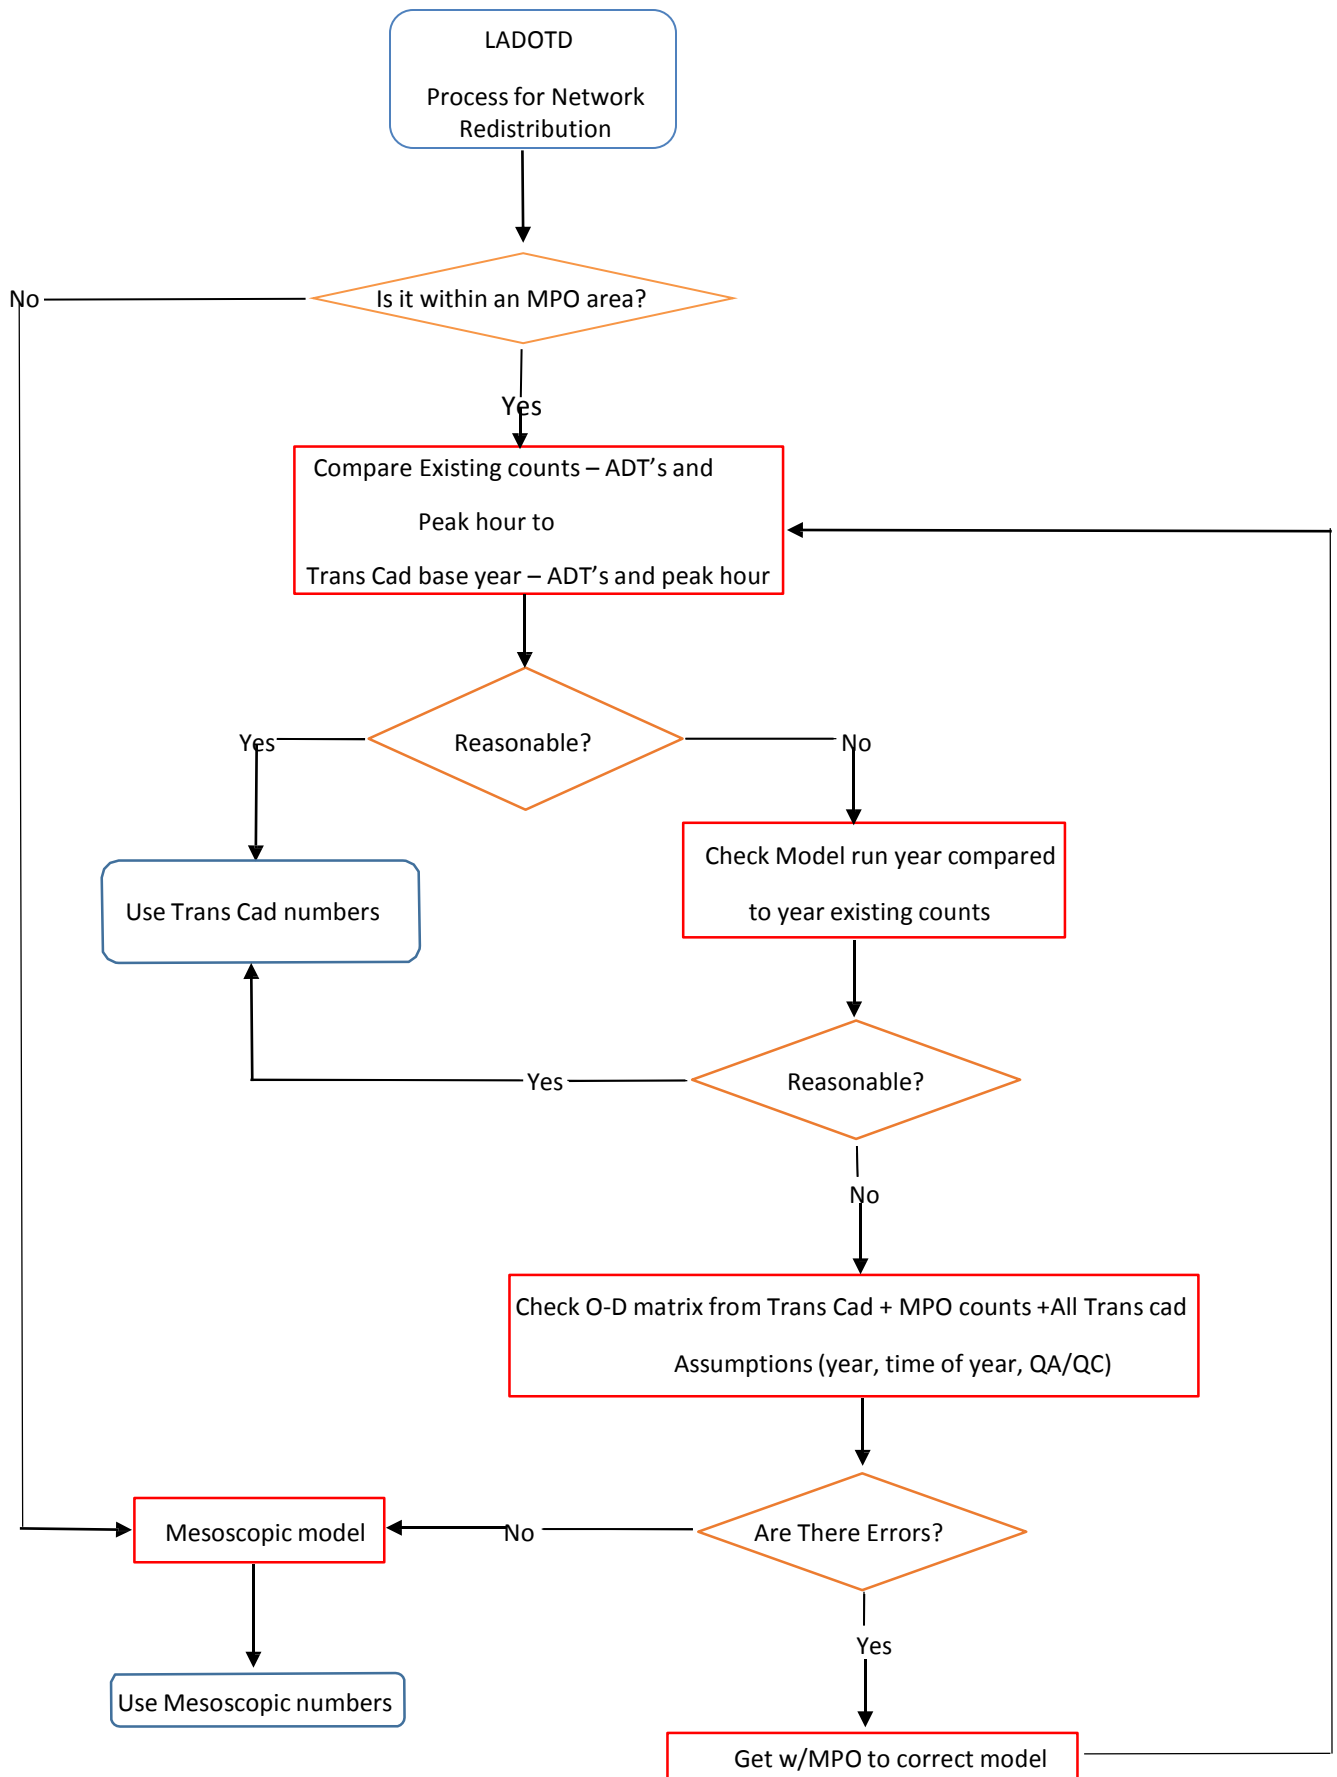 LADOTD
Process for Network
Redistribution
Is it within an MPO area?
No
Yes
Compare Existing counts – ADT’s and
Peak hour to
Trans Cad base year – ADT’s and peak hour
Reasonable?
Yes
No
Check Model run year compared
to year existing counts
Use Trans Cad numbers
Reasonable?
Yes
No
Check O-D matrix from Trans Cad + MPO counts +All Trans cad
Assumptions (year, time of year, QA/QC)
Are There Errors?
No
Mesoscopic model
Yes
Use Mesoscopic numbers
Get w/MPO to correct model